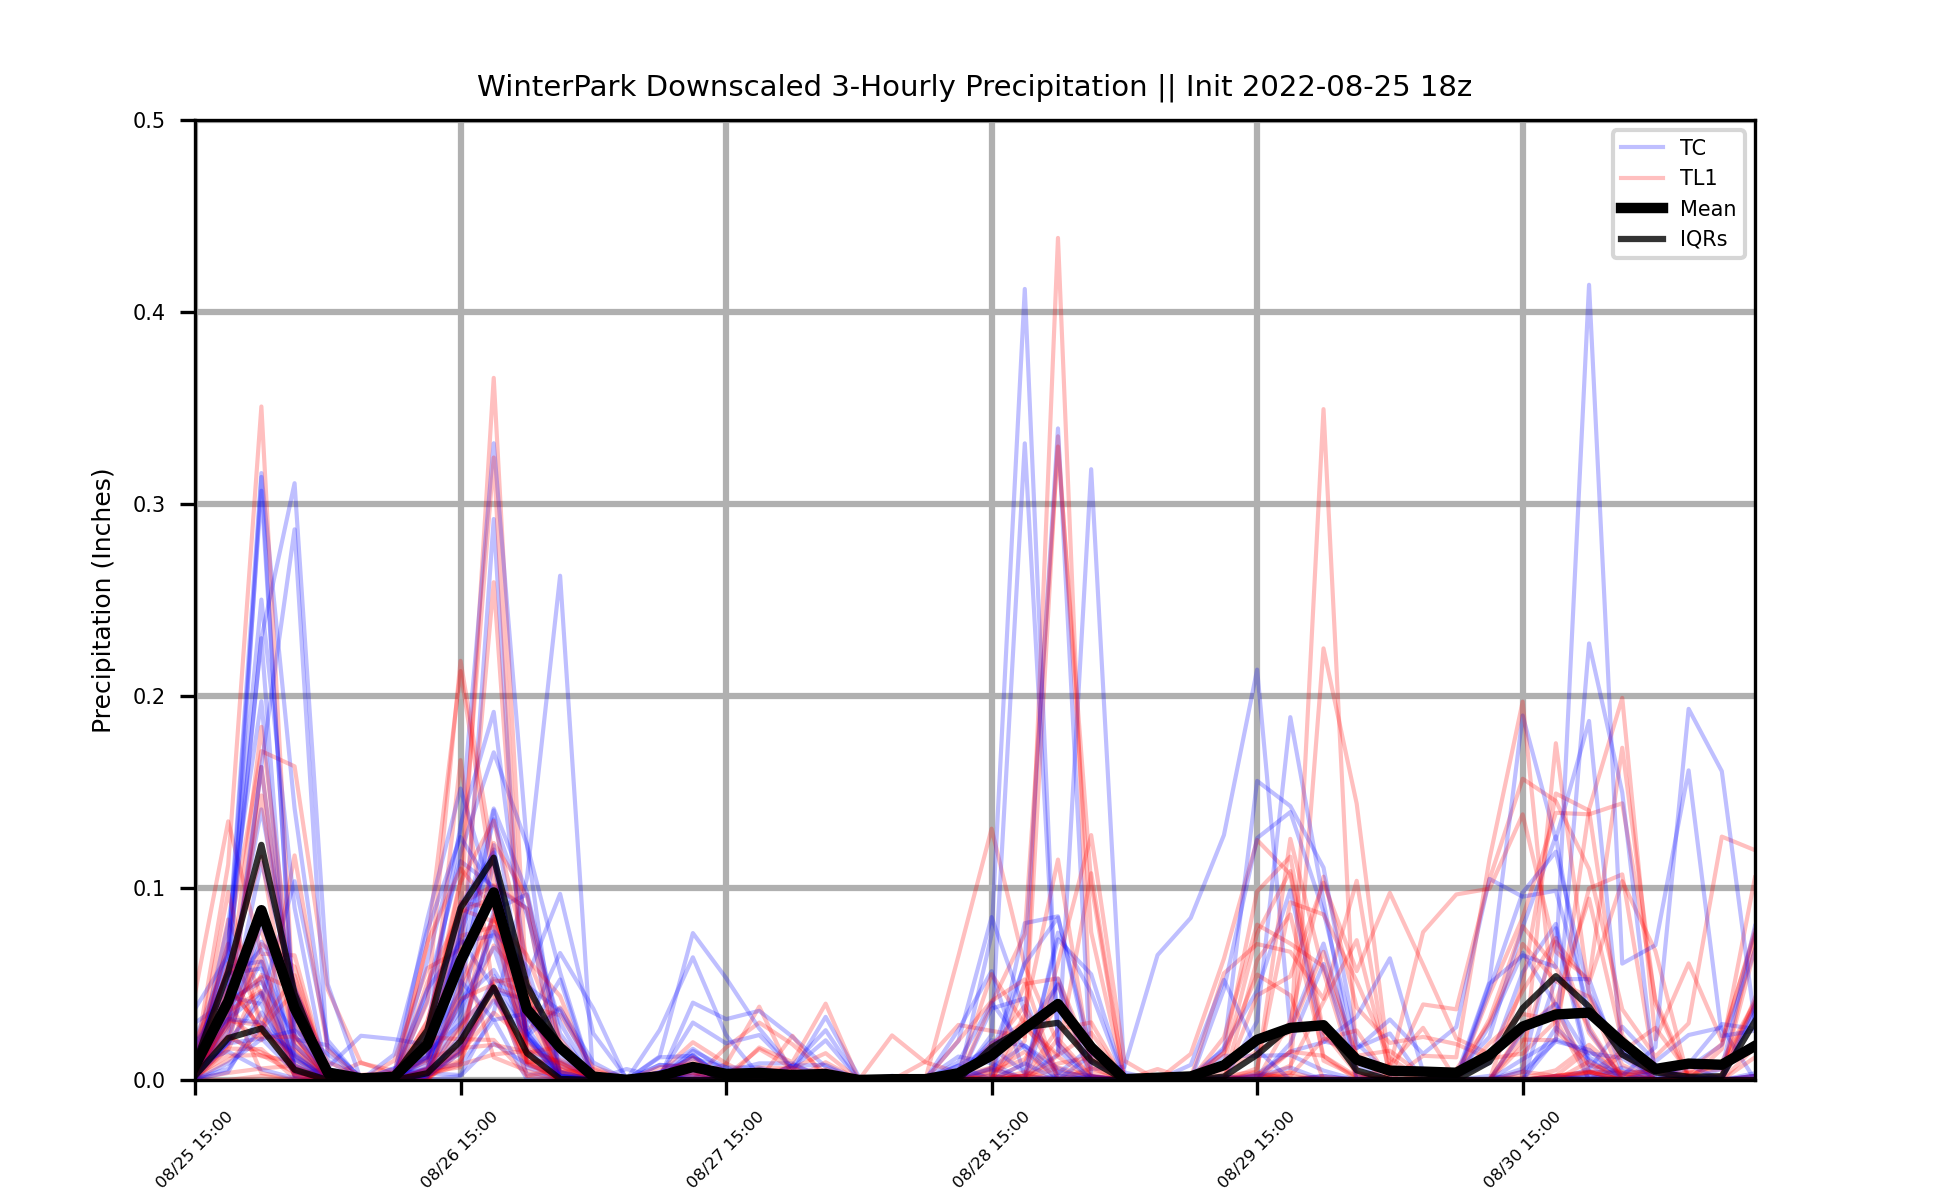 WinterPark Downscaled 3-Hourly Precipitation || Init 2022-08-25 18z
Precipitation (Inches)
0.5
0.4
0.3
0.2
0.1
0.0
TC
TL1
Mean
IQRs
08/25 15:00
08/26 15:00
08/27 15:00
08/28 15:00
08/29 15:00
08/30 15:00